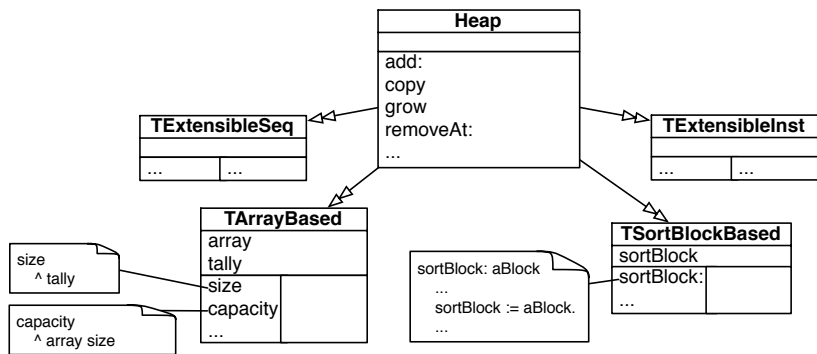 Heap
add:
copy
grow
removeAt:
...
TExtensibleSeq
... ...
TExtensibleInst
... ...
TArrayBased
array
tally
size
capacity
...
size
^ tally
capacity
^ array size
TSortBlockBased
sortBlock
sortBlock:
...
sortBlock: aBlock
...
sortBlock := aBlock.
...